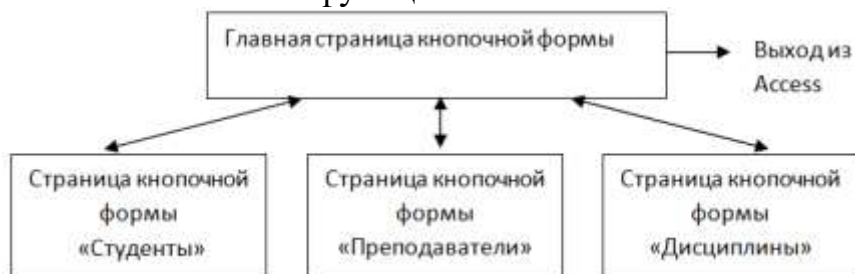 Главная страница кнопочной формы
Выход из
Access
Страница кнопочной
формы
«Студенты»
Страница кнопочной
формы
«Преподаватели»
Страница кнопочной
формы
«Дисциплины»